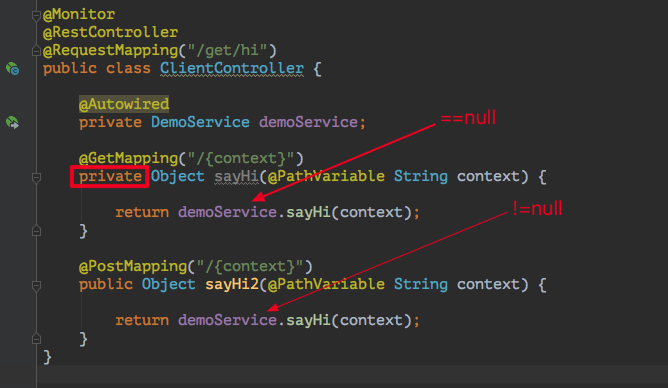 @Monitor
@RestController
@RequestMapping("/get/hi")
public class ClientController {
@Autowired
private DemoService demoService;
==null
@GetMapping("/{context}")
private Object sayHi(@PathVariable String context) {
return demoService.sayHi(context);
!=null
}
@PostMapping("/{context}")
public Object sayHi2(@PathVariable String context) {
return demoService.sayHi(context);
}
}